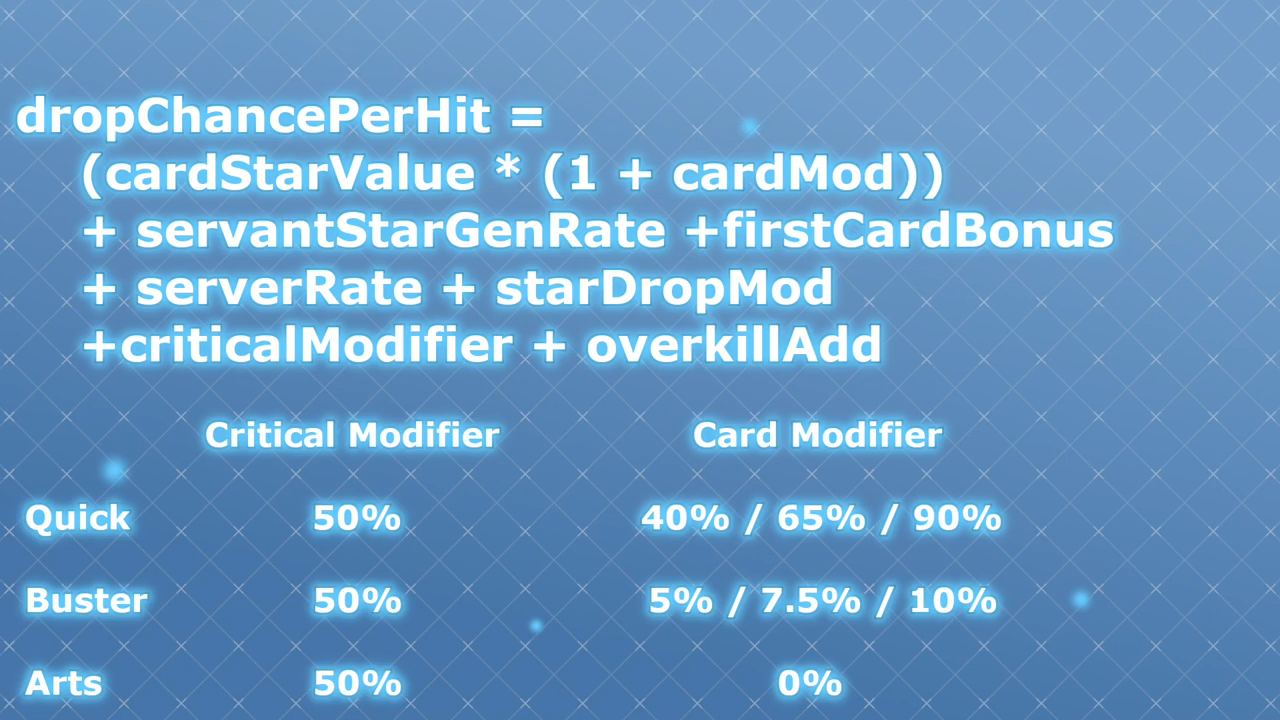 dropChancePerHit =
(cardStarValue * (1 + cardMod))
+ servantStarGenRate +firstCardBonus
+ serverRate + starDropMod
+criticalModifier + overkillAdd
Critical Modifier Card Modifier
Quick 50% 40% / 65% / 90%
Buster 50% 5% / 7.5% / 10%
Arts 50% 0%